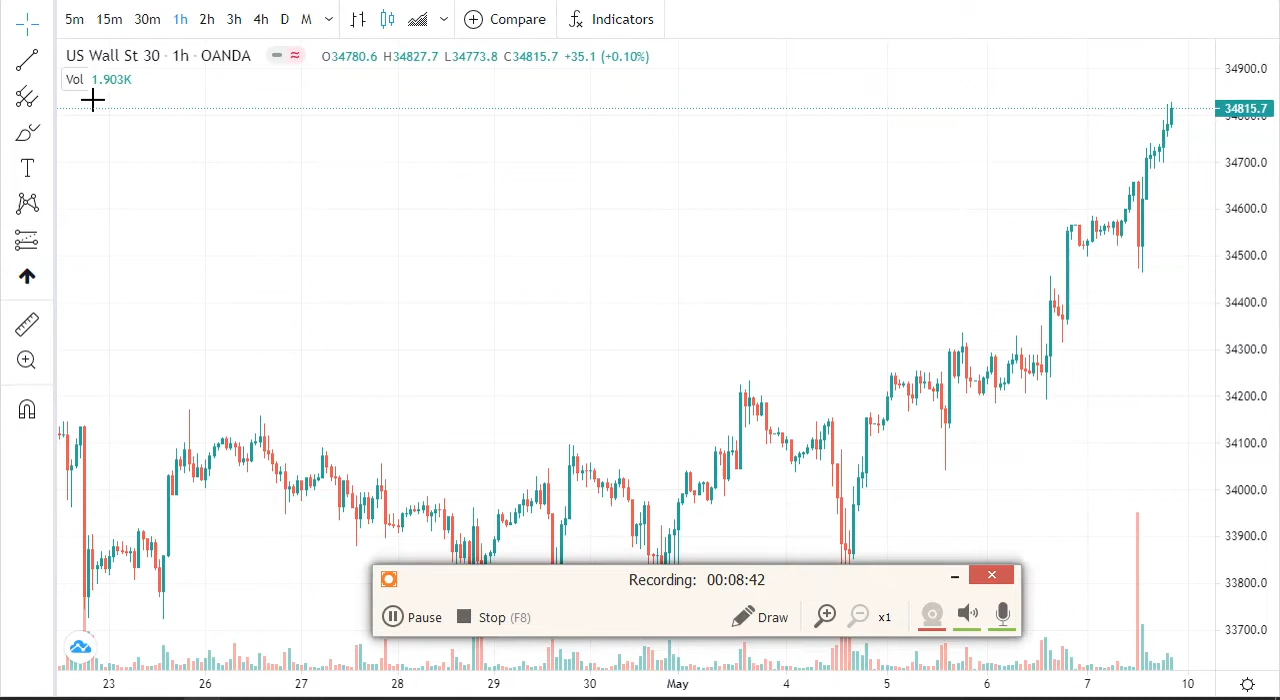 5m 15m 30m 1h 2h 3h 4h D M Compare Indicators
US Wall St 30 · 1h · OANDA O34780.6 H34827.7 L34773.8 C34815.7 +35.1 (+0.10%)
Vol 1.903K
34900.0
34815.7
34800.0
34700.0
34600.0
34500.0
34400.0
34300.0
34200.0
34100.0
34000.0
33900.0
33800.0
33700.0
Recording: 00:08:42
Pause Stop (F8) Draw x1
23 26 27 28 29 30 May 4 5 6 7 10